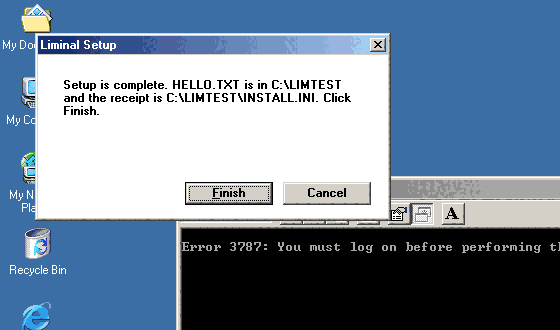 My Do
Liminal Setup
Setup is complete. HELLO.TXT is in C:\LIMTEST
and the receipt is C:\LIMTEST\INSTALL.INI. Click
Finish.
My Co
Finish
Cancel
My N
Pla
A
Error 3787: You must log on before performing th
Recycle Bin